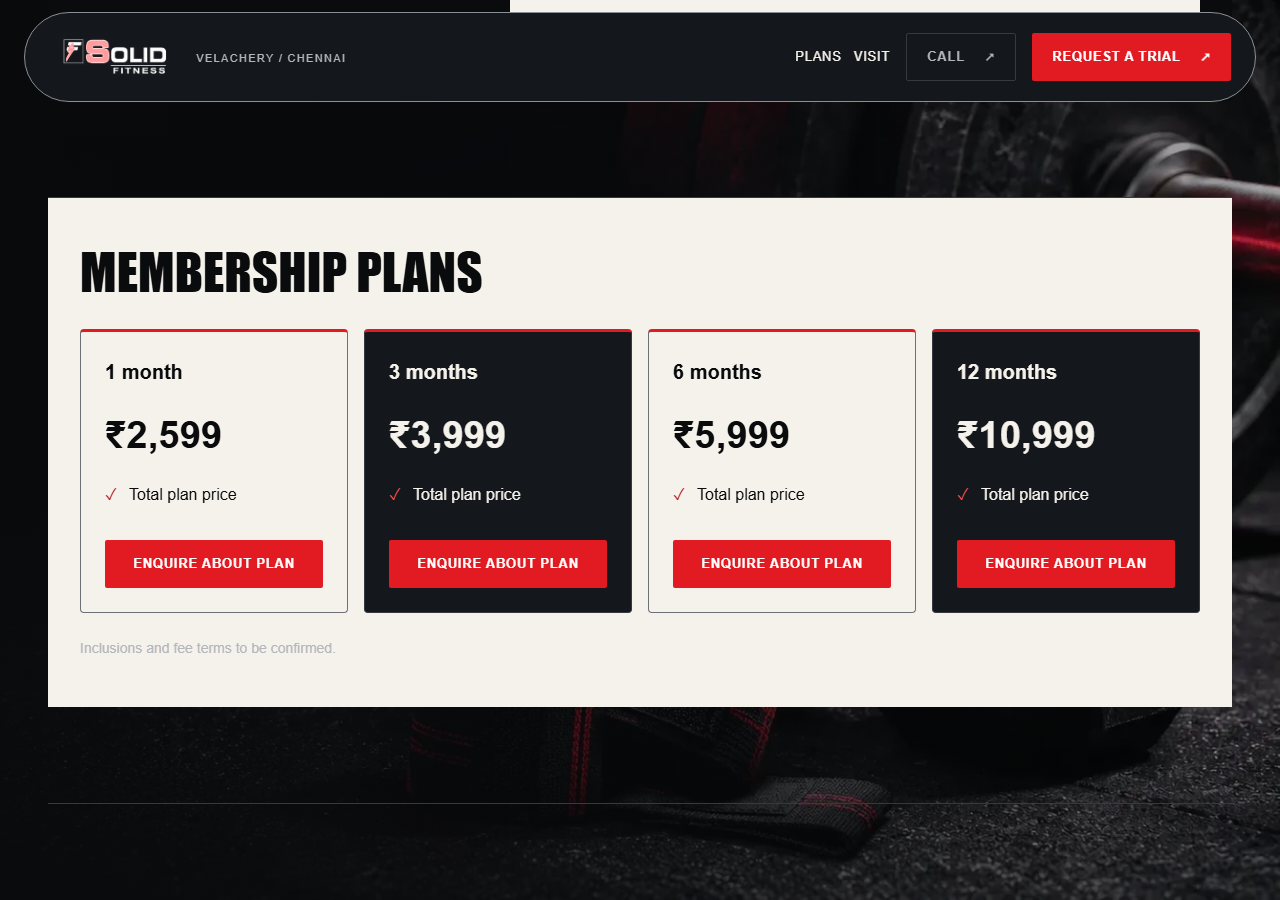 SOLID
FITNESS
VELACHERY / CHENNAI
PLANS VISIT CALL ↗ REQUEST A TRIAL ↗
MEMBERSHIP PLANS
1 month
₹2,599
✓ Total plan price
ENQUIRE ABOUT PLAN
3 months
₹3,999
✓ Total plan price
ENQUIRE ABOUT PLAN
6 months
₹5,999
✓ Total plan price
ENQUIRE ABOUT PLAN
12 months
₹10,999
✓ Total plan price
ENQUIRE ABOUT PLAN
Inclusions and fee terms to be confirmed.